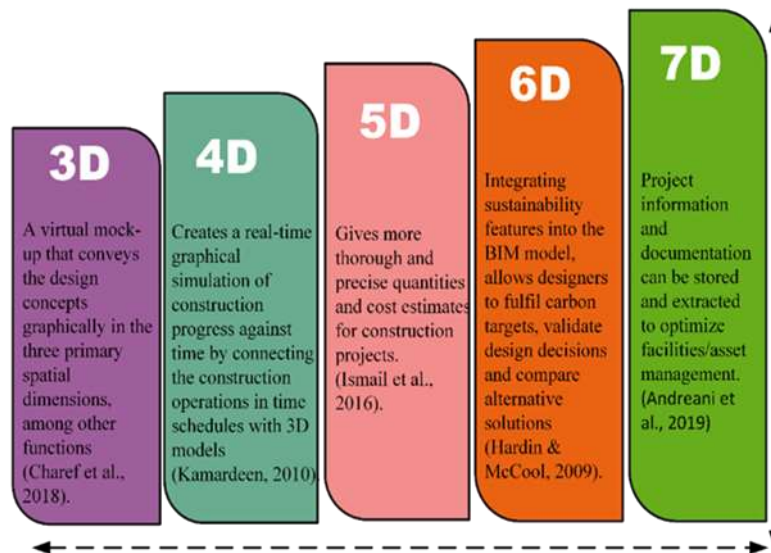 3D
A virtual mock-
up that conveys
the design
concepts
graphically in the
three primary
spatial
dimensions,
among other
functions
(Charef et al.,
2018).
4D
Creates a real-time
graphical
simulation of
construction
progress against
time by connecting
the construction
operations in time
schedules with 3D
models
(Kamardeen, 2010).
5D
Gives more
thorough and
precise quantities
and cost estimates
for construction
projects.
(Ismail et al.,
2016).
6D
Integrating
sustainability
features into the
BIM model,
allows designers
to fulfil carbon
targets, validate
design decisions
and compare
alternative
solutions
(Hardin &
McCool, 2009).
7D
Project
information
and
documentation
can be stored
and extracted
to optimize
facilities/asset
management.
(Andreani et
al., 2019)